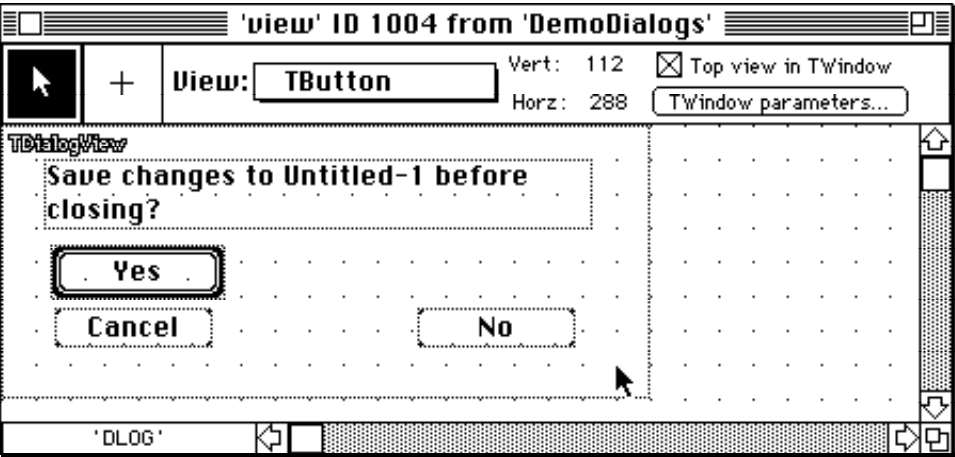 'view' ID 1004 from 'DemoDialogs'
View: TButton
Vert: 112
Horz: 288
Top view in TWindow
TWindow parameters...
TDialogView
Save changes to Untitled-1 before
closing?
Yes
Cancel No
'DLOG'